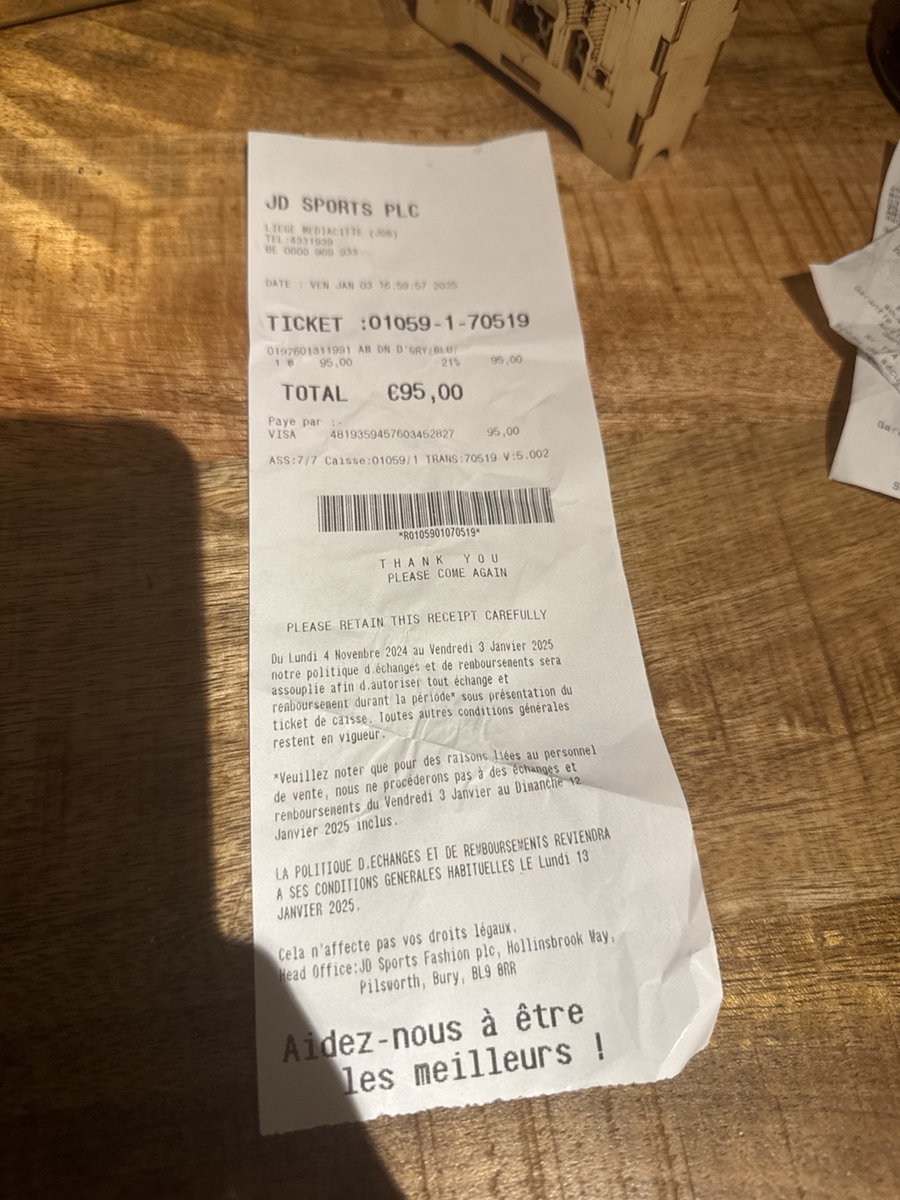 JD SPORTS PLC
LIEGE MEDIACITE (JOB)
TEL:4331039
BE 0600 989 933
DATE : VEN JAN 03 16:59:57 2025
TICKET :01059-1-70519
0197601311991 AM DN D'GRY/BLU/
1 @ 95,00 21% 95,00
TOTAL €95,00
Paye par :-
VISA 4819359457603452827 95,00
ASS:7/7 Caisse:01059/1 TRANS:70519 V:5.002
*R0105901070519*
THANK YOU
PLEASE COME AGAIN
PLEASE RETAIN THIS RECEIPT CAREFULLY
Du Lundi 4 Novembre 2024 au Vendredi 3 Janvier 2025
notre politique d.échanges et de remboursements sera
assouplie afin d.autoriser tout échange et
remboursement durant la période* sous présentation du
ticket de caisse. Toutes autres conditions générales
restent en vigueur.
*Veuillez noter que pour des raisons liées au personnel
de vente, nous ne procéderons pas à des échanges et
remboursements du Vendredi 3 Janvier au Dimanche 12
Janvier 2025 inclus.
LA POLITIQUE D.ECHANGES ET DE REMBOURSEMENTS REVIENDRA
A SES CONDITIONS GENERALES HABITUELLES LE Lundi 13
JANVIER 2025.
Cela n'affecte pas vos droits légaux.
Head Office:JD Sports Fashion plc, Hollinsbrook Way,
Pilsworth, Bury, BL9 8RR
Aidez-nous à être
les meilleurs !